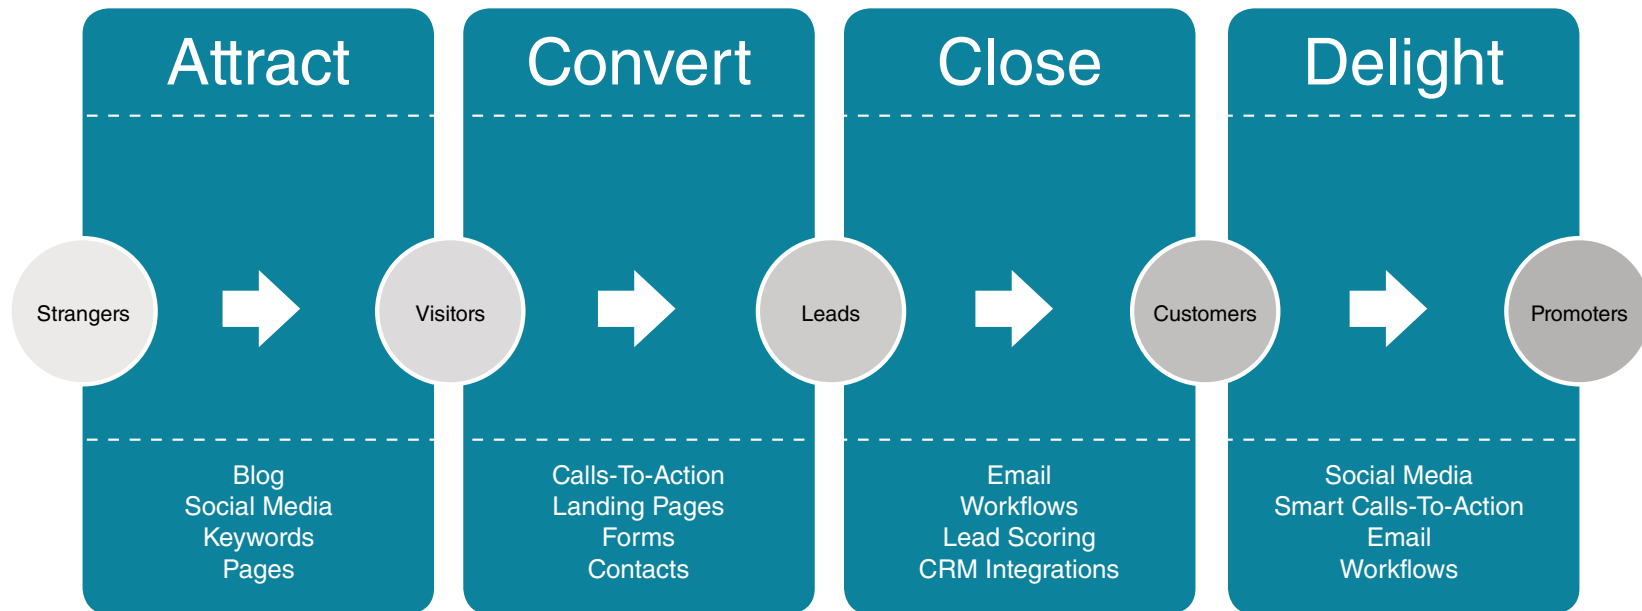 Attract
Convert
Close
Delight
Strangers
Visitors
Leads
Customers
Promoters
Blog
Social Media
Keywords
Pages
Calls-To-Action
Landing Pages
Forms
Contacts
Email
Workflows
Lead Scoring
CRM Integrations
Social Media
Smart Calls-To-Action
Email
Workflows